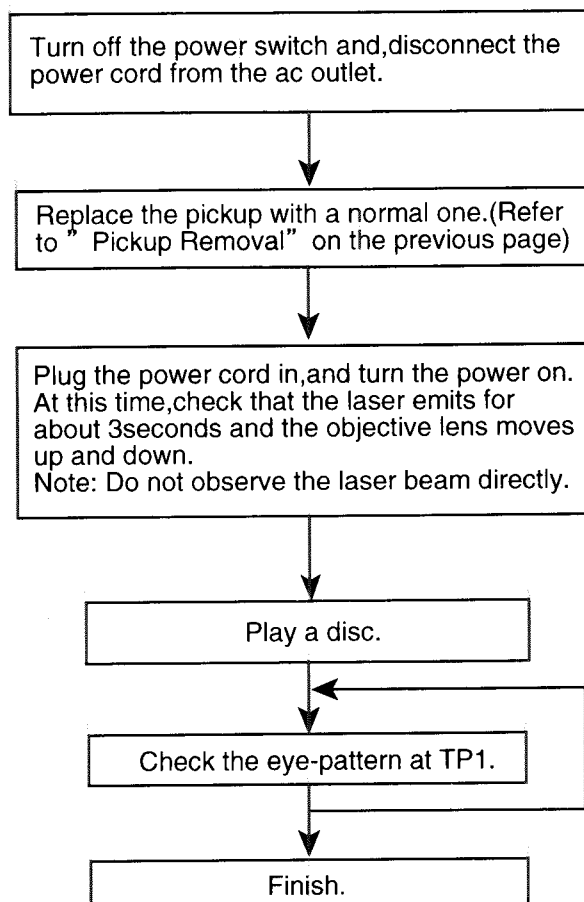 Turn off the power switch and,disconnect the
power cord from the ac outlet.
Replace the pickup with a normal one.(Refer
to " Pickup Removal" on the previous page)
Plug the power cord in,and turn the power on.
At this time,check that the laser emits for
about 3seconds and the objective lens moves
up and down.
Note: Do not observe the laser beam directly.
Play a disc.
Check the eye-pattern at TP1.
Finish.